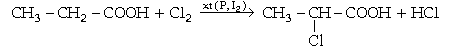 CH₃ − CH₂ − COOH + Cl₂ —xt (P, I₂)→ CH₃ − CH − COOH + HCl
|
Cl